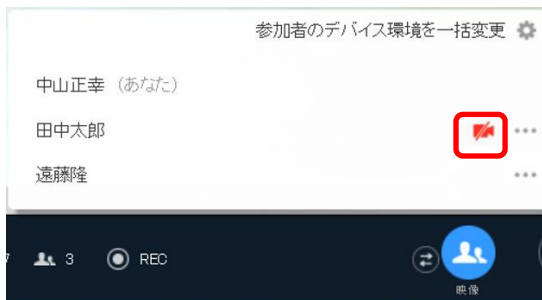 参加者のデバイス環境を一括変更
中山正幸 (あなた)
田中太郎
遠藤隆
3 REC
映像